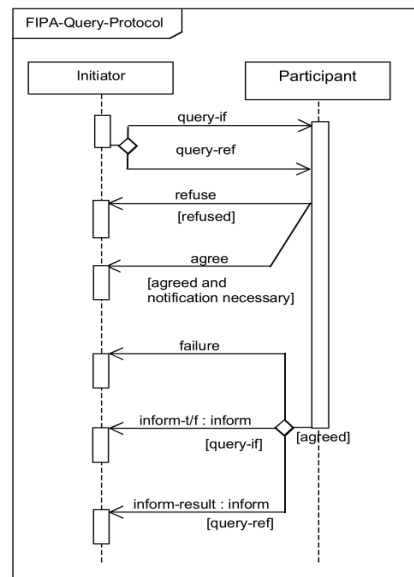 FIPA-Query-Protocol
Initiator
Participant
query-if
query-ref
refuse
[refused]
agree
[agreed and
notification necessary]
failure
inform-t/f : inform
[query-if]
[agreed]
inform-result : inform
[query-ref]